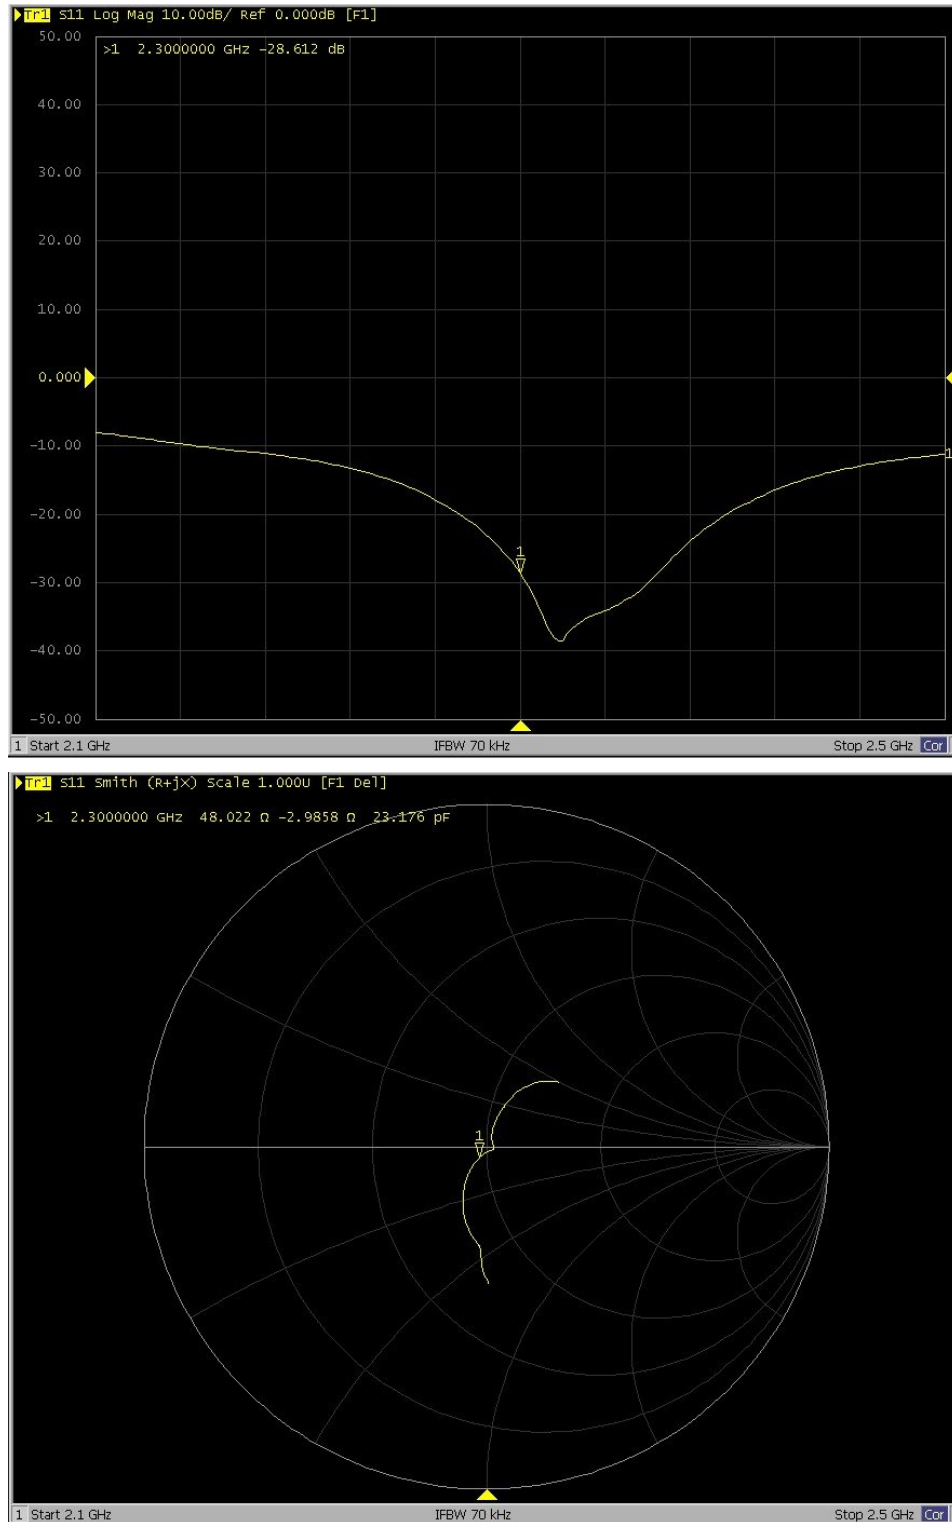 Tr1 S11 Log Mag 10.00dB/ Ref 0.000dB [F1]
50.00
>1 2.3000000 GHz -28.612 dB
40.00
30.00
20.00
10.00
0.000
-10.00
1
-20.00
1
-30.00
-40.00
-50.00
1 Start 2.1 GHz IFBW 70 kHz Stop 2.5 GHz Cor
Tr1 S11 Smith (R+jX) Scale 1.000U [F1 Del]
>1 2.3000000 GHz 48.022 Ω -2.9858 Ω 23.176 pF
1
1 Start 2.1 GHz IFBW 70 kHz Stop 2.5 GHz Cor